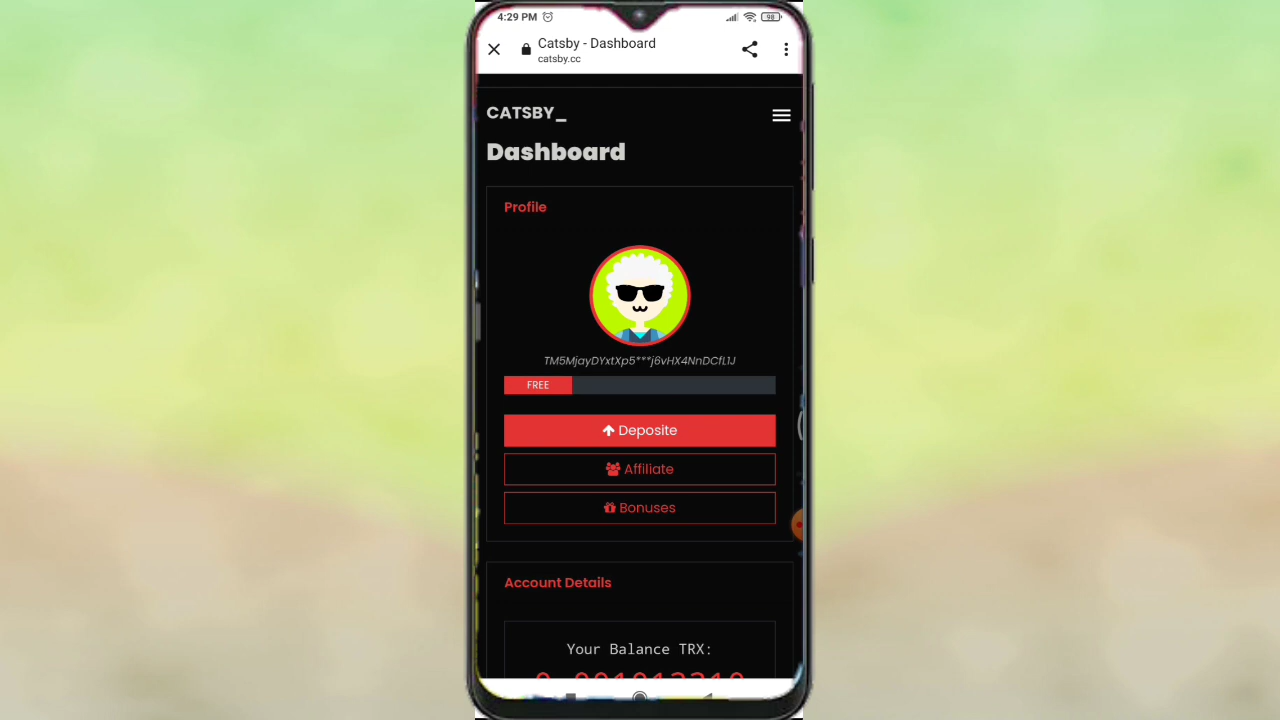 4:29 PM
98
Catsby - Dashboard
catsby.cc
CATSBY_
Dashboard
Profile
TM5MjayDYxtXp5***j6vHX4NnDCfL1J
FREE
Deposite
Affiliate
Bonuses
Account Details
Your Balance TRX: